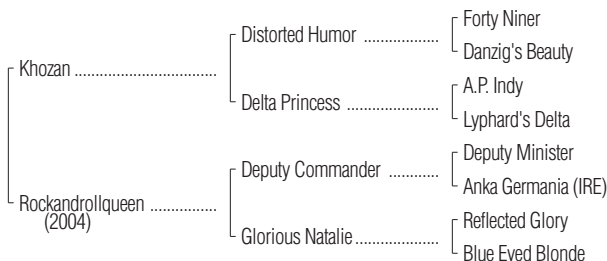 Forty Niner
Distorted Humor ..................
Danzig's Beauty
Khozan ..................................
A.P. Indy
Delta Princess ......................
Lyphard's Delta
Deputy Minister
Deputy Commander ............
Anka Germania (IRE)
Rockandrollqueen ................
(2004)
Reflected Glory
Glorious Natalie ....................
Blue Eyed Blonde